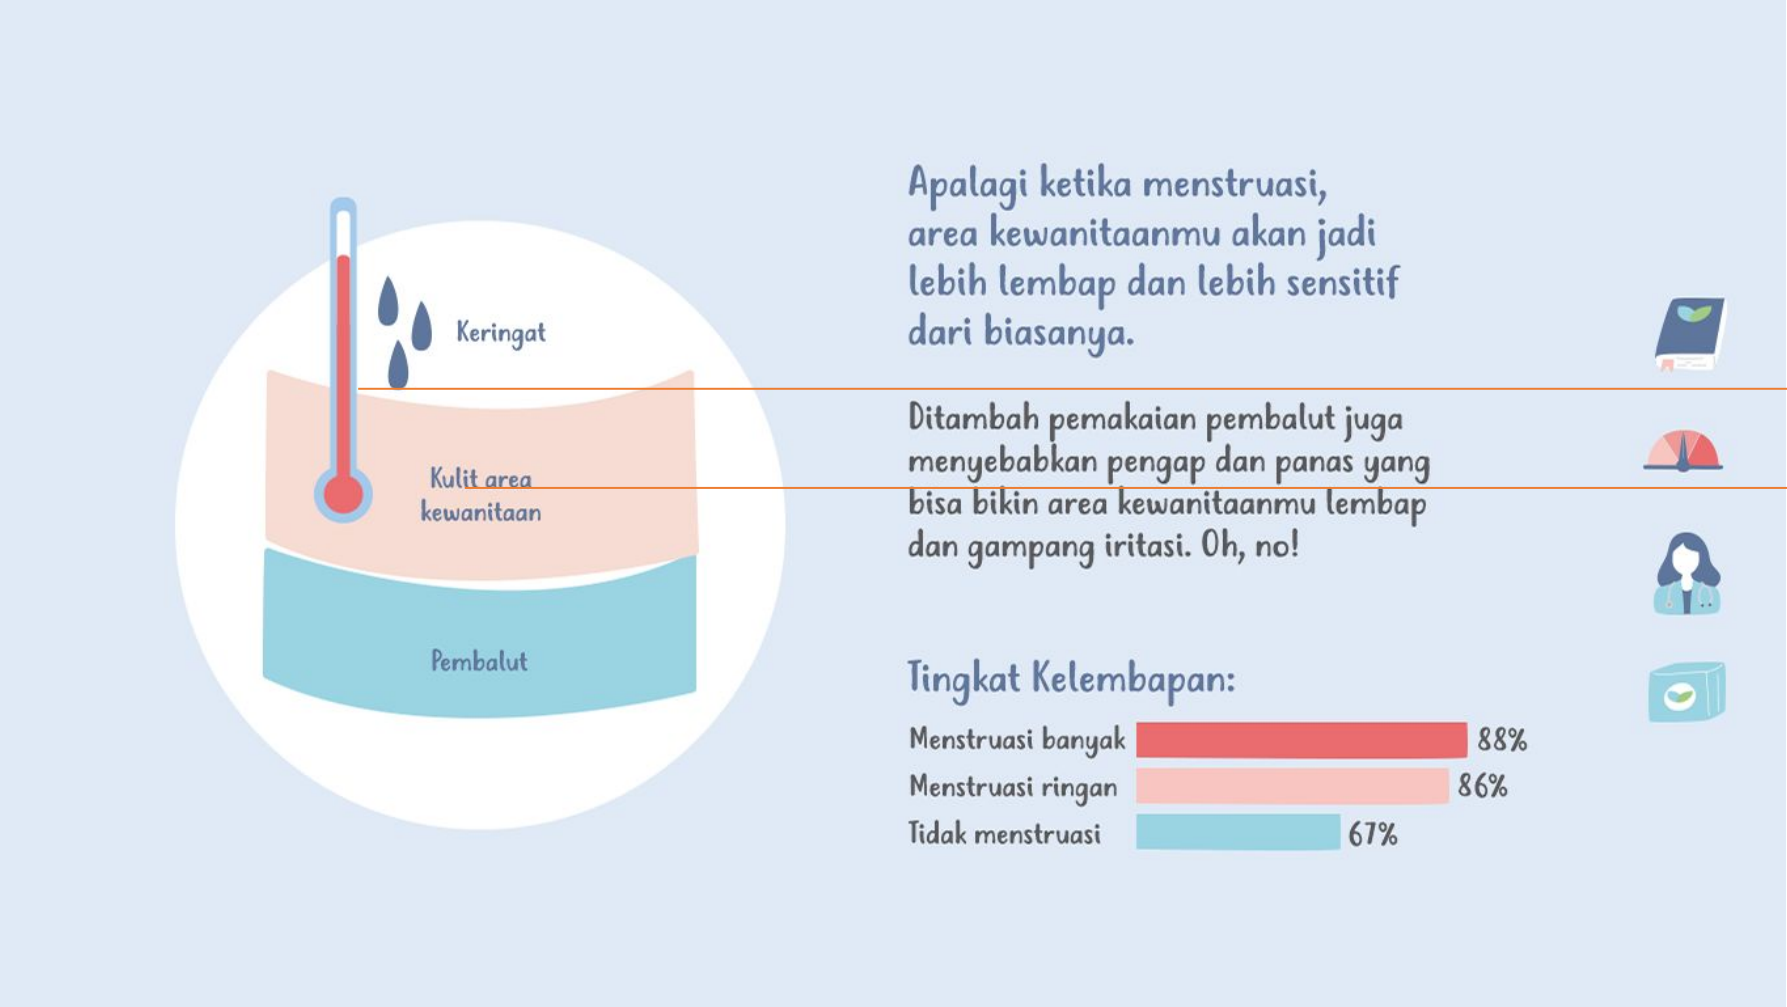 Keringat
Kulit area
kewanitaan
Pembalut
Apalagi ketika menstruasi,
area kewanitaanmu akan jadi
lebih lembap dan lebih sensitif
dari biasanya.
Ditambah pemakaian pembalut juga
menyebabkan pengap dan panas yang
bisa bikin area kewanitaanmu lembap
dan gampang iritasi. Oh, no!
Tingkat Kelembapan:
Menstruasi banyak 88%
Menstruasi ringan 86%
Tidak menstruasi 67%